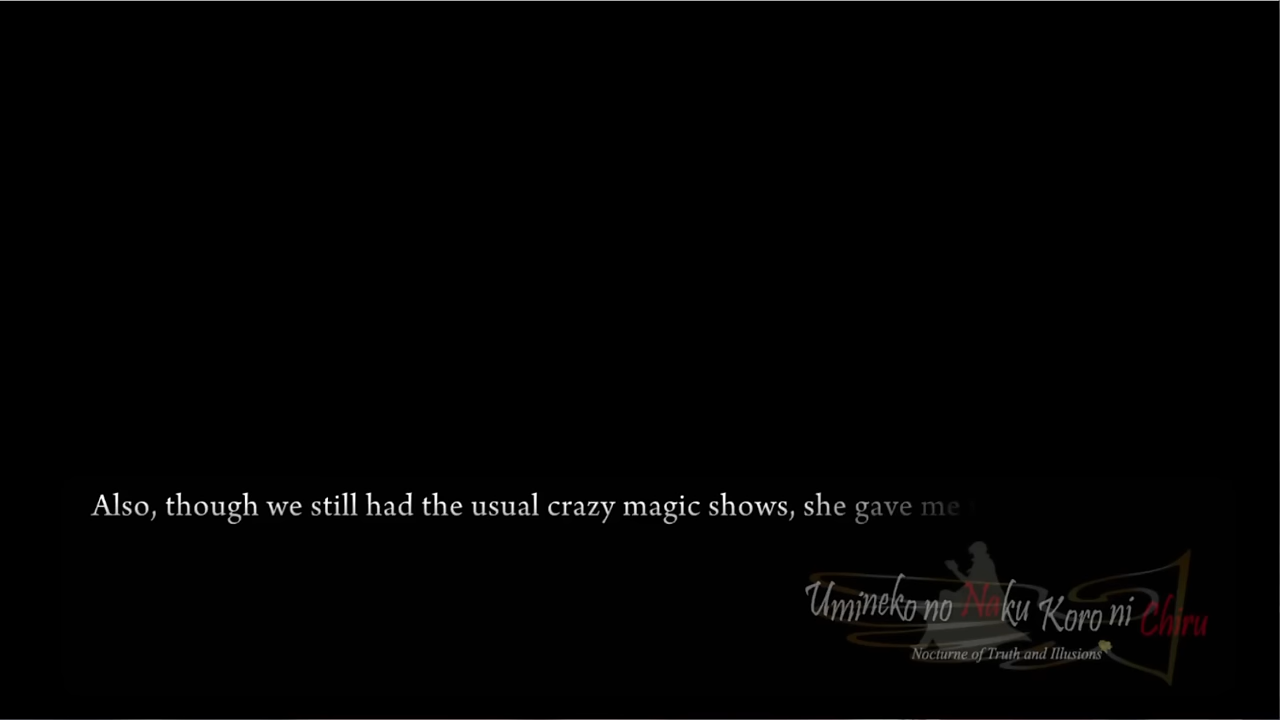 Also, though we still had the usual crazy magic shows, she gave me
Umineko no Naku Koro ni Chiru
Nocturne of Truth and Illusions